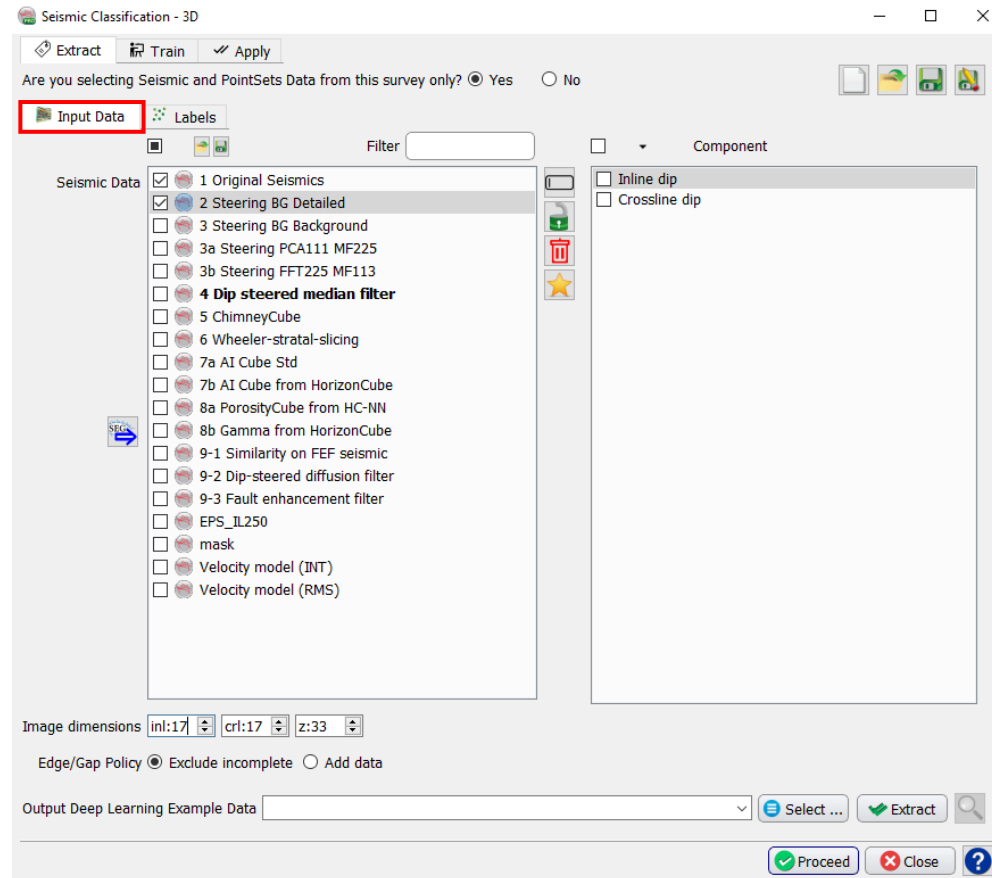 Seismic Classification - 3D
Extract Train Apply
Are you selecting Seismic and PointSets Data from this survey only? Yes No
Input Data Labels
Filter Component
Seismic Data 1 Original Seismics Inline dip
2 Steering BG Detailed Crossline dip
3 Steering BG Background
3a Steering PCA111 MF225
3b Steering FFT225 MF113
4 Dip steered median filter
5 ChimneyCube
6 Wheeler-stratal-slicing
7a AI Cube Std
7b AI Cube from HorizonCube
8a PorosityCube from HC-NN
SEG 8b Gamma from HorizonCube
9-1 Similarity on FEF seismic
9-2 Dip-steered diffusion filter
9-3 Fault enhancement filter
EPS_IL250
mask
Velocity model (INT)
Velocity model (RMS)
Image dimensions inl:17 crl:17 z:33
Edge/Gap Policy Exclude incomplete Add data
Output Deep Learning Example Data Select ... Extract
Proceed Close ?